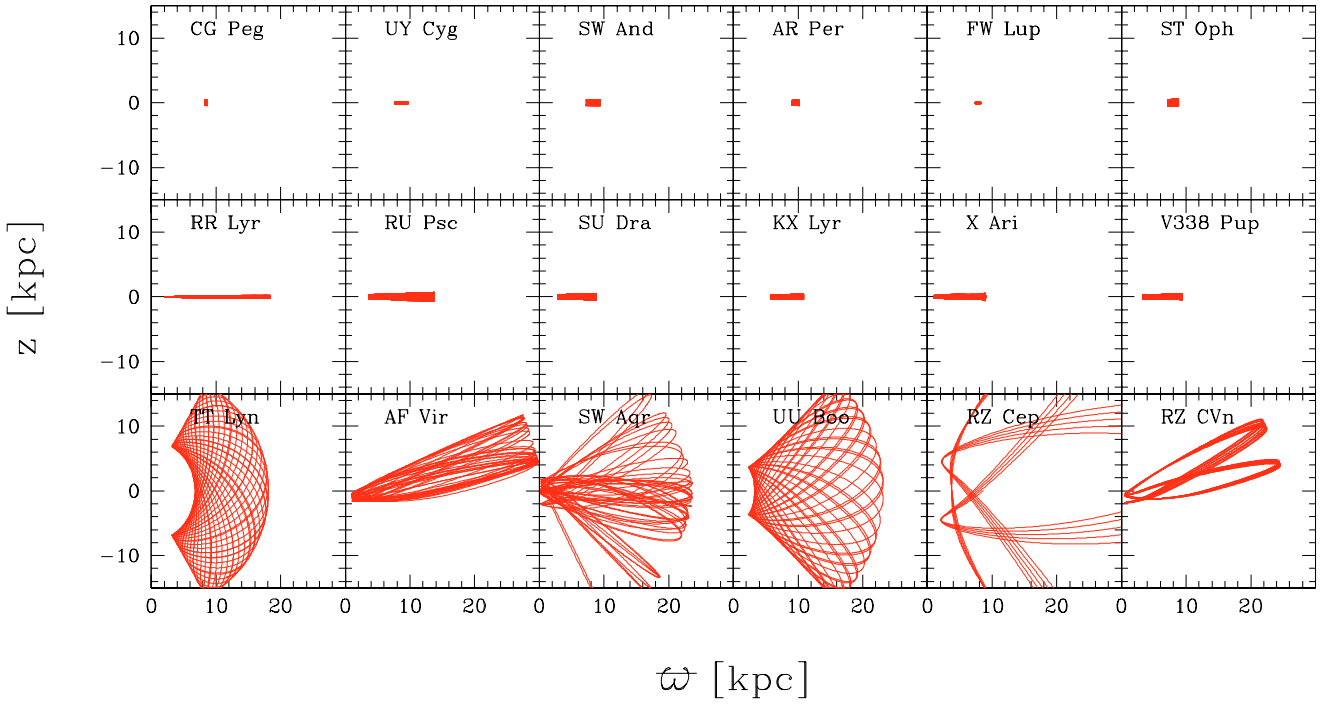 CG Peg UY Cyg SW And AR Per FW Lup ST Oph
10
0
−10
RR Lyr RU Psc SU Dra KX Lyr X Ari V338 Pup
10
0
−10
TT Lyn AF Vir SW Aqr UU Boo RZ Cep RZ CVn
10
0
−10
0 10 20 0 10 20 0 10 20 0 10 20 0 10 20 0 10 20
z [kpc]
ϖ [kpc]